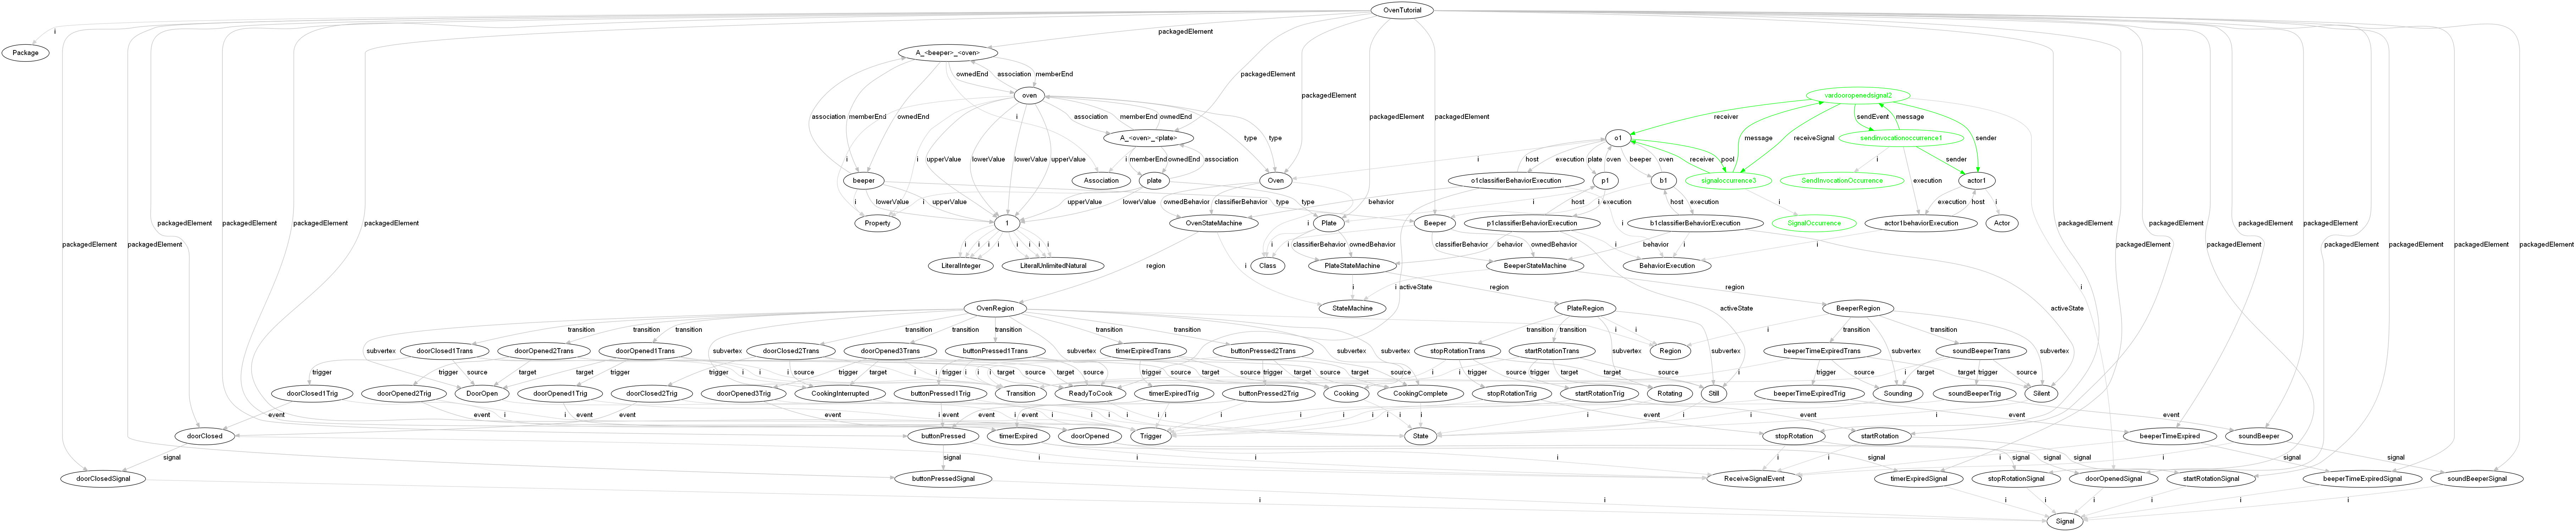 OvenTutorial
i
packagedElement
Package
A_<beeper>_<oven>
ownedEnd
association
memberEnd
packagedElement
packagedElement
oven
vardooropenedsignal2
association
memberEnd
ownedEnd
i
association
memberEnd
ownedEnd
packagedElement
packagedElement
receiver
sendEvent
message
A_<oven>_<plate>
type
type
o1
sendinvocationoccurrence1
upperValue
lowerValue
lowerValue
upperValue
message
receiveSignal
sender
i
i
i
memberEnd
ownedEnd
association
i
host
execution
plate
oven
beeper
oven
receiver
pool
i
execution
sender
beeper
Association
plate
Oven
o1classifierBehaviorExecution
p1
b1
signaloccurrence3
SendInvocationOccurrence
actor1
i
lowerValue
upperValue
i
upperValue
lowerValue
ownedBehavior
classifierBehavior
type
type
i
behavior
i
host
i
execution
host
execution
i
execution
host
i
Property
1
OvenStateMachine
Plate
Beeper
p1classifierBehaviorExecution
b1classifierBehaviorExecution
SignalOccurrence
actor1behaviorExecution
Actor
packagedElement
packagedElement
packagedElement
packagedElement
packagedElement
packagedElement
i
i
i
i
i
i
i
i
classifierBehavior
ownedBehavior
classifierBehavior
behavior
ownedBehavior
behavior
i
i
i
packagedElement
packagedElement
packagedElement
packagedElement
packagedElement
packagedElement
packagedElement
packagedElement
LiteralInteger
LiteralUnlimitedNatural
Class
PlateStateMachine
BeeperStateMachine
BehaviorExecution
region
i
i
i
activeState
region
region
i
StateMachine
activeState
activeState
OvenRegion
PlateRegion
BeeperRegion
transition
transition
transition
transition
transition
transition
transition
transition
transition
transition
transition
transition
subvertex
subvertex
subvertex
subvertex
subvertex
i
subvertex
i
i
subvertex
subvertex
subvertex
doorClosed1Trans
doorOpened2Trans
doorOpened1Trans
doorClosed2Trans
doorOpened3Trans
buttonPressed1Trans
timerExpiredTrans
buttonPressed2Trans
stopRotationTrans
startRotationTrans
Region
beeperTimeExpiredTrans
soundBeeperTrans
trigger
source
trigger
target
trigger
target
source
trigger
target
trigger
target
source
trigger
target
source
trigger
source
target
trigger
source
target
trigger
source
target
trigger
target
source
doorClosed1Trig
doorOpened2Trig
DoorOpen
doorOpened1Trig
doorClosed2Trig
doorOpened3Trig
CookingInterrupted
buttonPressed1Trig
Transition
ReadyToCook
timerExpiredTrig
buttonPressed2Trig
Cooking
CookingComplete
stopRotationTrig
startRotationTrig
Rotating
Still
beeperTimeExpiredTrig
Sounding
soundBeeperTrig
Silent
event
event
i
event
event
event
event
i
event
i
i
event
event
event
event
doorClosed
buttonPressed
timerExpired
doorOpened
Trigger
State
stopRotation
startRotation
beeperTimeExpired
soundBeeper
signal
signal
i
i
i
signal
i
i
signal
signal
signal
i
signal
signal
doorClosedSignal
buttonPressedSignal
ReceiveSignalEvent
timerExpiredSignal
stopRotationSignal
doorOpenedSignal
startRotationSignal
beeperTimeExpiredSignal
soundBeeperSignal
i
i
i
i
i
i
i
i
Signal